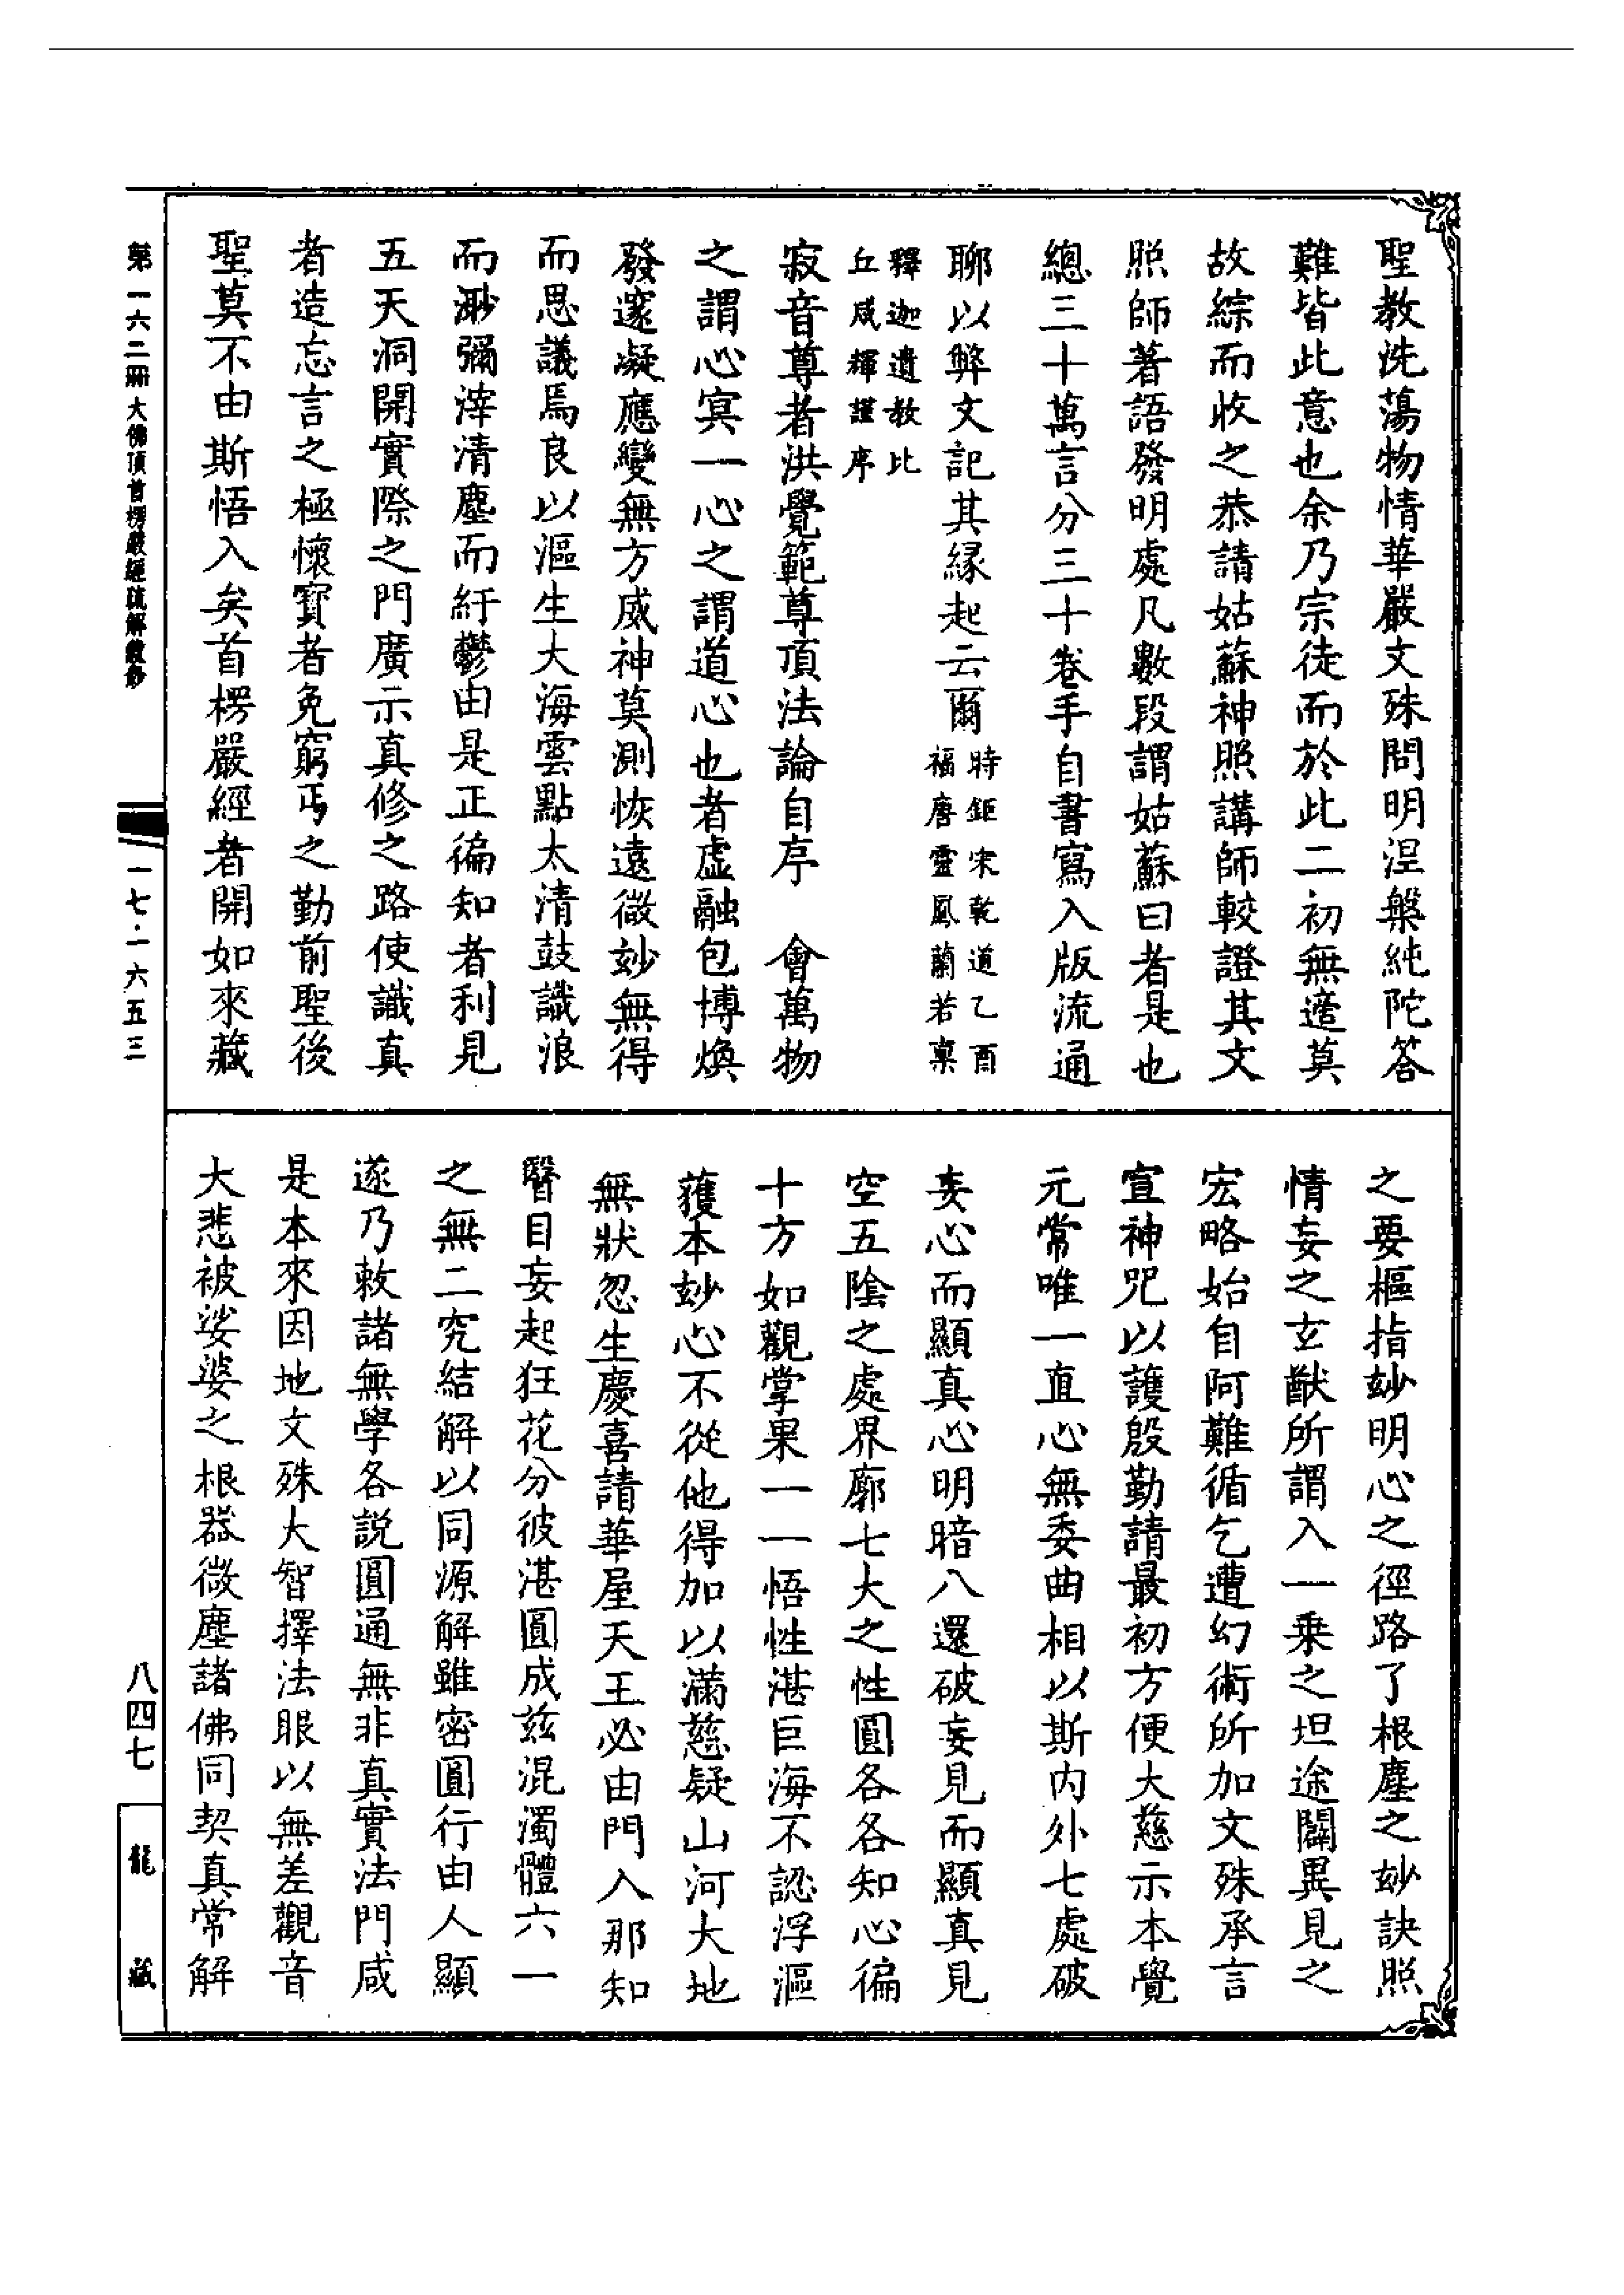 聖教洗蕩物情華嚴文殊問明涅槃純陀答
難皆此意也余乃宗徒而於此二初無適莫
故綜而收之恭請姑蘇神照講師較證其文
照師著語發明處凡數段謂姑蘇曰者是也
總三十萬言分三十卷手自書寫入版流通
聊以弊文記其緣起云爾時鉅宋乾道乙酉福唐靈鳳蘭若稟
釋迦遺教比丘咸輝謹序
寂音尊者洪覺範尊頂法論自序　會萬物
之謂心寘一心之謂道心也者虛融包博煥
發邃凝應變無方威神莫測恢遠微妙無得
而思議焉良以漚生大海雲點太清鼓識浪
而渺彌滓清塵而紆鬱由是正徧知者利見
五天洞開實際之門廣示真修之路使識真
者造忘言之極懷寶者免窮丐之勤前聖後
聖莫不由斯悟入矣首楞嚴經者開如來藏
之要樞指妙明心之徑路了根塵之妙訣照
情妄之玄猷所謂入一乘之坦途闢異見之
宏略始自阿難循乞遭幻術所加文殊承言
宣神咒以護殷勤請最初方便大慈示本覺
元常唯一直心無委曲相以斯內外七處破
妄心而顯真心明暗八還破妄見而顯真見
空五陰之處界廓七大之性圓各各知心徧
十方如觀掌果一一悟性湛巨海不認浮漚
獲本妙心不從他得加以滿慈疑山河大地
無狀忽生慶喜請華屋天王必由門入那知
瞖目妄起狂花分彼湛圓成茲混濁體六一
之無二究結解以同源解雖密圓行由人顯
遂乃敕諸無學各說圓通無非真實法門咸
是本來因地文殊大智擇法眼以無差觀音
大悲被娑婆之根器微塵諸佛同契真常解
第一六二冊　大佛頂首楞嚴經疏解蒙鈔
一七·一六五三
八四七
龍藏